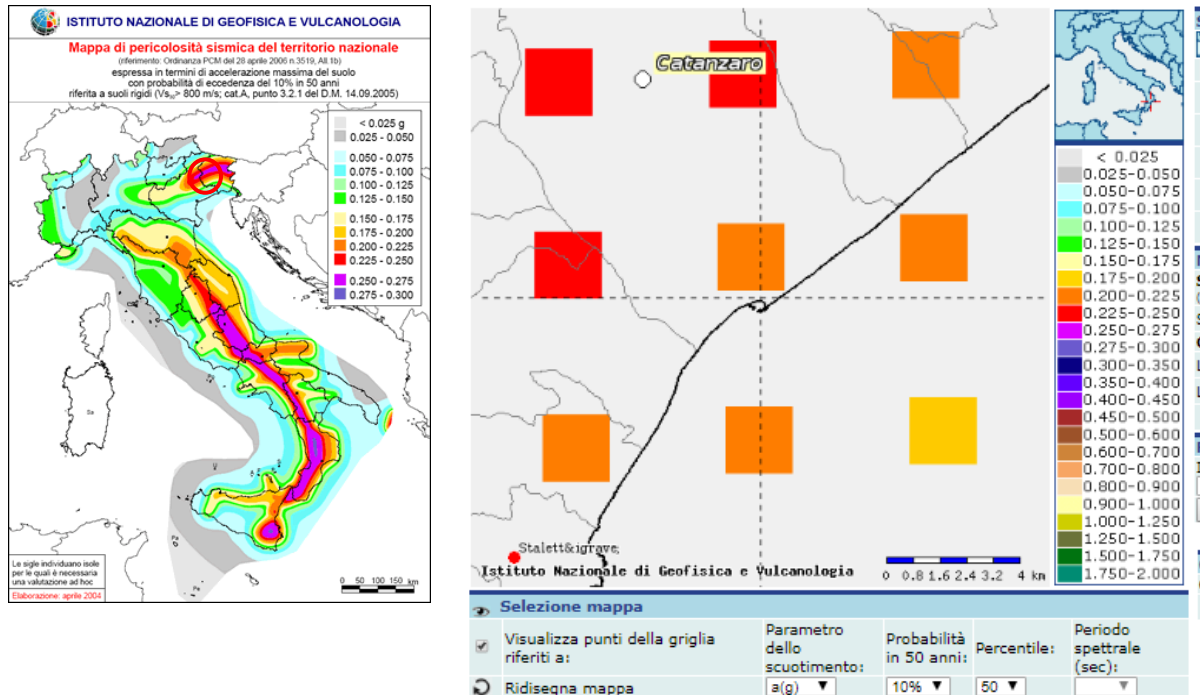 ISTITUTO NAZIONALE DI GEOFISICA E VULCANOLOGIA
Mappa di pericolosità sismica del territorio nazionale
(riferimento: Ordinanza PCM del 28 aprile 2006 n.3519, All.1b)
espressa in termini di accelerazione massima del suolo
con probabilità di eccedenza del 10% in 50 anni
riferita a suoli rigidi (Vs30> 800 m/s; cat.A, punto 3.2.1 del D.M. 14.09.2005)
< 0.025 g
0.025 - 0.050
0.050 - 0.075
0.075 - 0.100
0.100 - 0.125
0.125 - 0.150
0.150 - 0.175
0.175 - 0.200
0.200 - 0.225
0.225 - 0.250
0.250 - 0.275
0.275 - 0.300
Le sigle individuano isole
per le quali è necessaria
una valutazione ad hoc
Elaborazione: aprile 2004
0 50 100 150 km
Catanzaro
Stalett&igrave;
Istituto Nazionale di Geofisica e Vulcanologia
0 0.8 1.6 2.4 3.2 4 km
< 0.025
0.025-0.050
0.050-0.075
0.075-0.100
0.100-0.125
0.125-0.150
0.150-0.175
0.175-0.200
0.200-0.225
0.225-0.250
0.250-0.275
0.275-0.300
0.300-0.350
0.350-0.400
0.400-0.450
0.450-0.500
0.500-0.600
0.600-0.700
0.700-0.800
0.800-0.900
0.900-1.000
1.000-1.250
1.250-1.500
1.500-1.750
1.750-2.000
Selezione mappa
Visualizza punti della griglia
riferiti a:
Parametro
dello
scuotimento:
Probabilità
in 50 anni:
Percentile:
Periodo
spettrale
(sec):
Ridisegna mappa
a(g)
10%
50